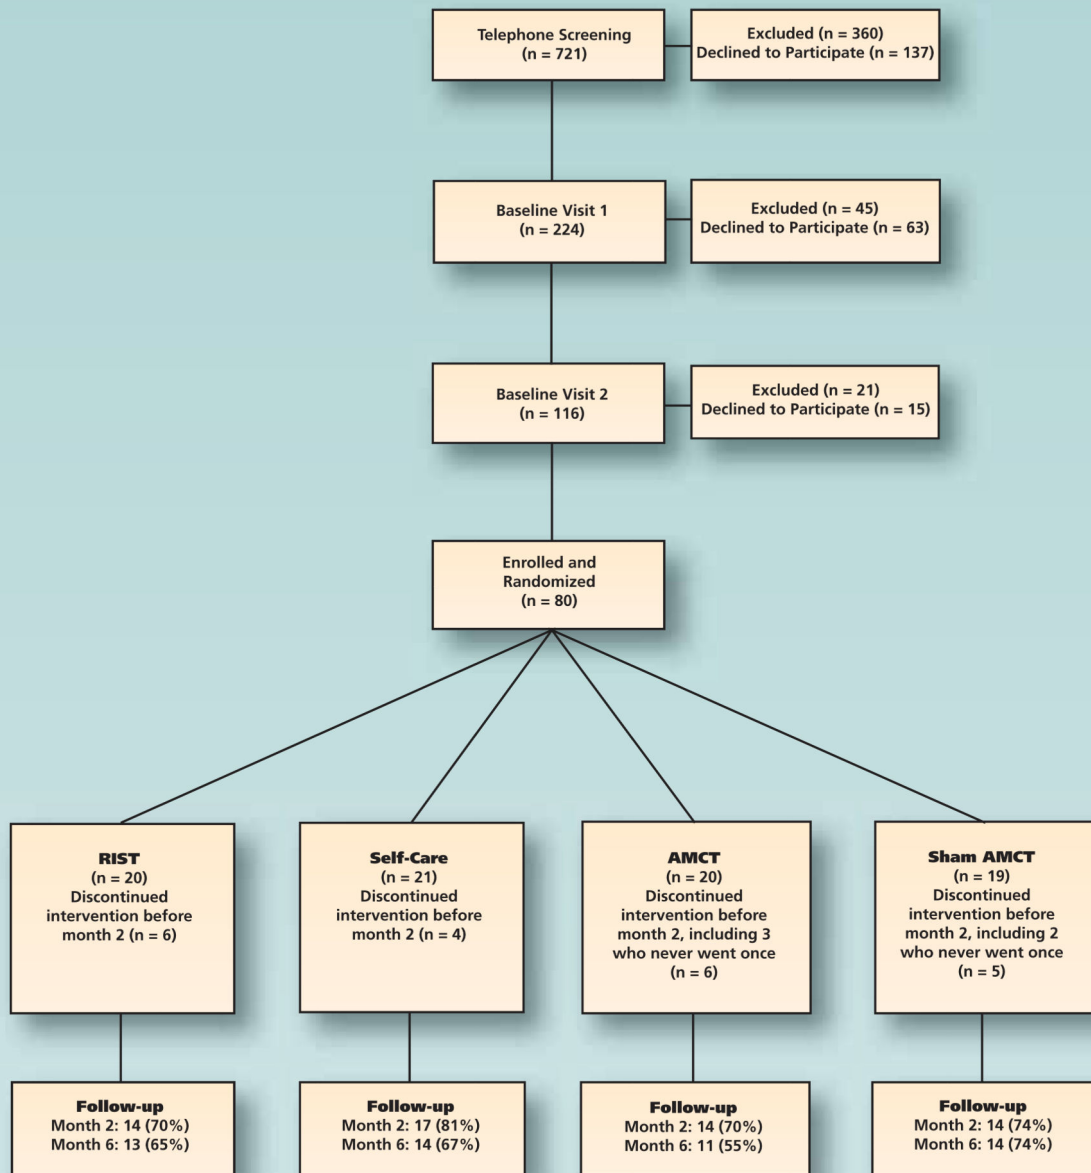 Telephone Screening
(n = 721)
Excluded (n = 360)
Declined to Participate (n = 137)
Baseline Visit 1
(n = 224)
Excluded (n = 45)
Declined to Participate (n = 63)
Baseline Visit 2
(n = 116)
Excluded (n = 21)
Declined to Participate (n = 15)
Enrolled and
Randomized
(n = 80)
RIST
(n = 20)
Discontinued
intervention before
month 2 (n = 6)
Self-Care
(n = 21)
Discontinued
intervention before
month 2 (n = 4)
AMCT
(n = 20)
Discontinued
intervention before
month 2, including 3
who never went once
(n = 6)
Sham AMCT
(n = 19)
Discontinued
intervention before
month 2, including 2
who never went once
(n = 5)
Follow-up
Month 2: 14 (70%)
Month 6: 13 (65%)
Follow-up
Month 2: 17 (81%)
Month 6: 14 (67%)
Follow-up
Month 2: 14 (70%)
Month 6: 11 (55%)
Follow-up
Month 2: 14 (74%)
Month 6: 14 (74%)